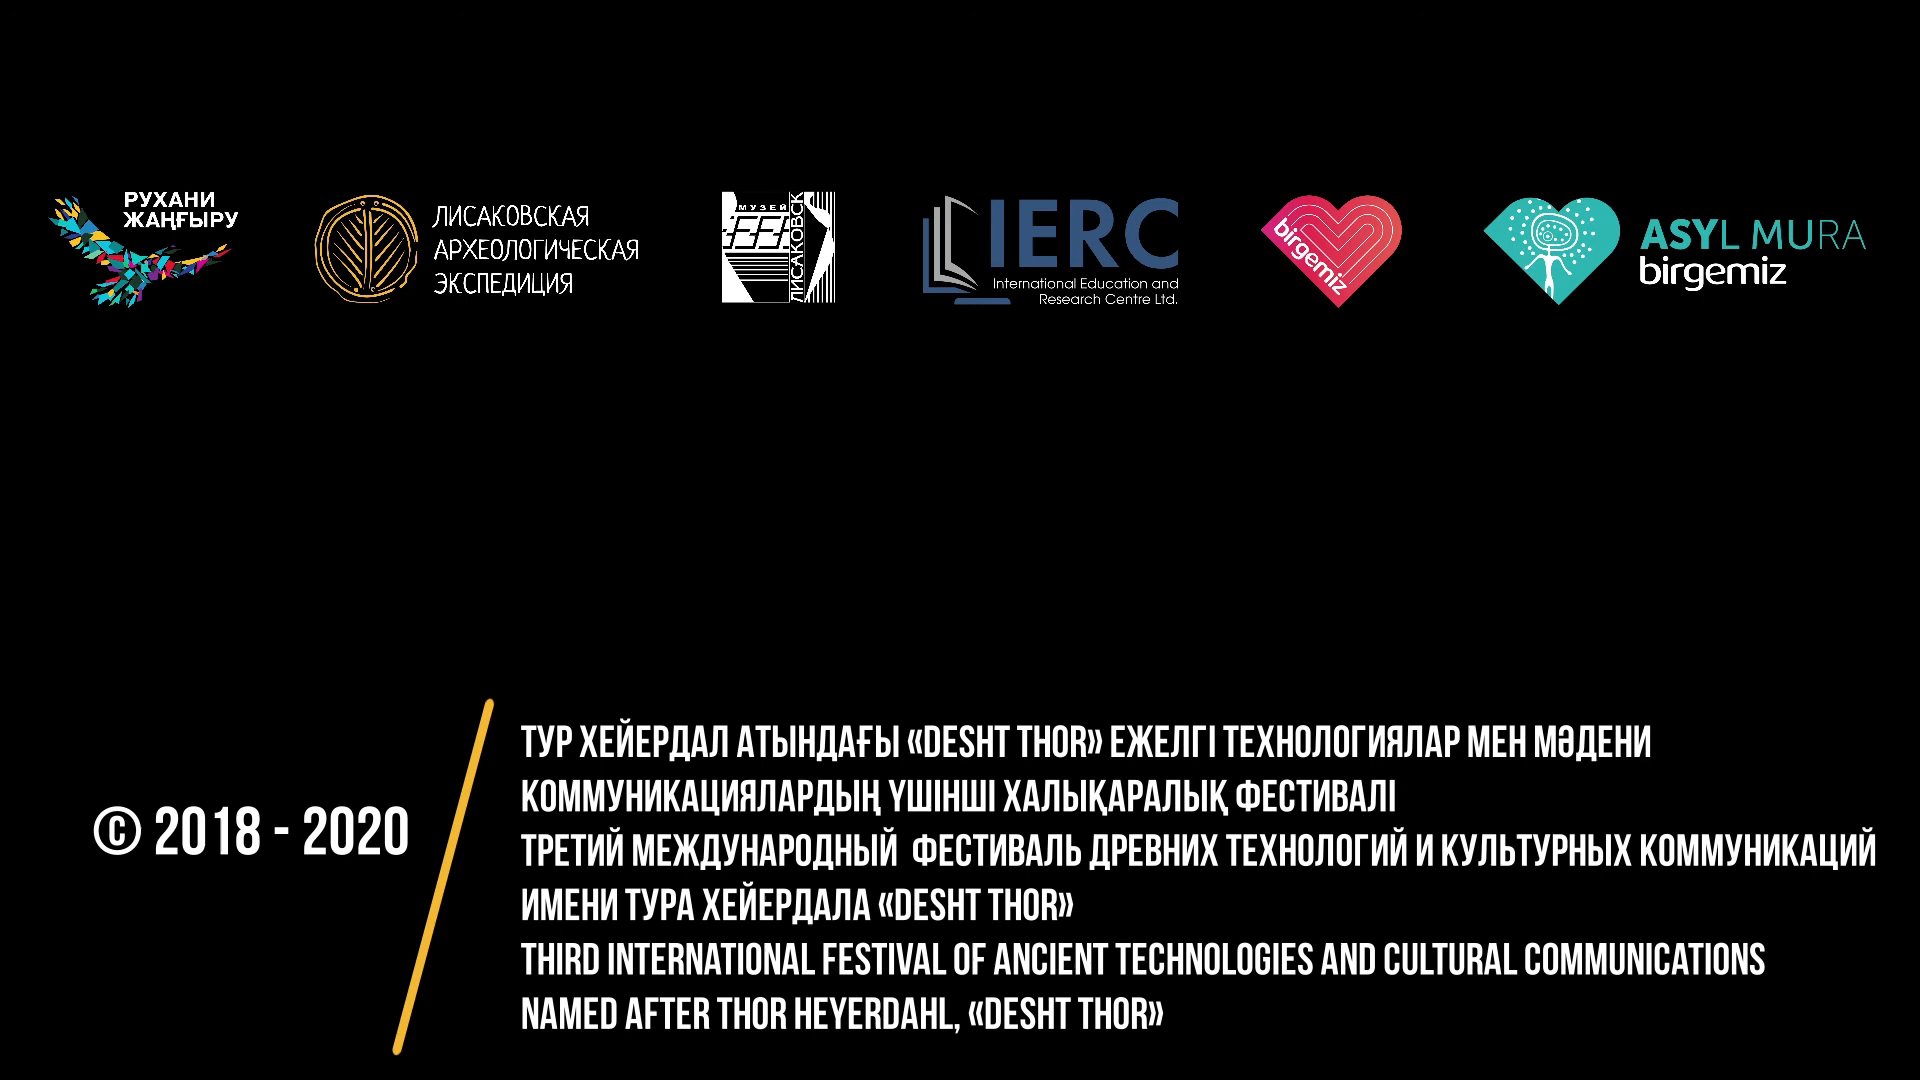 РУХАНИ
ЖАҢҒЫРУ
ЛИСАКОВСКАЯ
АРХЕОЛОГИЧЕСКАЯ
ЭКСПЕДИЦИЯ
МУЗЕЙ
ЛИСАКОВСК
IERC
International Education and
Research Centre Ltd.
birgemiz
ASYL MURA
birgemiz
© 2018 - 2020
ТУР ХЕЙЕРДАЛ АТЫНДАҒЫ «DESHT THOR» ЕЖЕЛГІ ТЕХНОЛОГИЯЛАР МЕН МӘДЕНИ
КОММУНИКАЦИЯЛАРДЫҢ ҮШІНШІ ХАЛЫҚАРАЛЫҚ ФЕСТИВАЛІ
ТРЕТИЙ МЕЖДУНАРОДНЫЙ ФЕСТИВАЛЬ ДРЕВНИХ ТЕХНОЛОГИЙ И КУЛЬТУРНЫХ КОММУНИКАЦИЙ
ИМЕНИ ТУРА ХЕЙЕРДАЛА «DESHT THOR»
THIRD INTERNATIONAL FESTIVAL OF ANCIENT TECHNOLOGIES AND CULTURAL COMMUNICATIONS
NAMED AFTER THOR HEYERDAHL, «DESHT THOR»